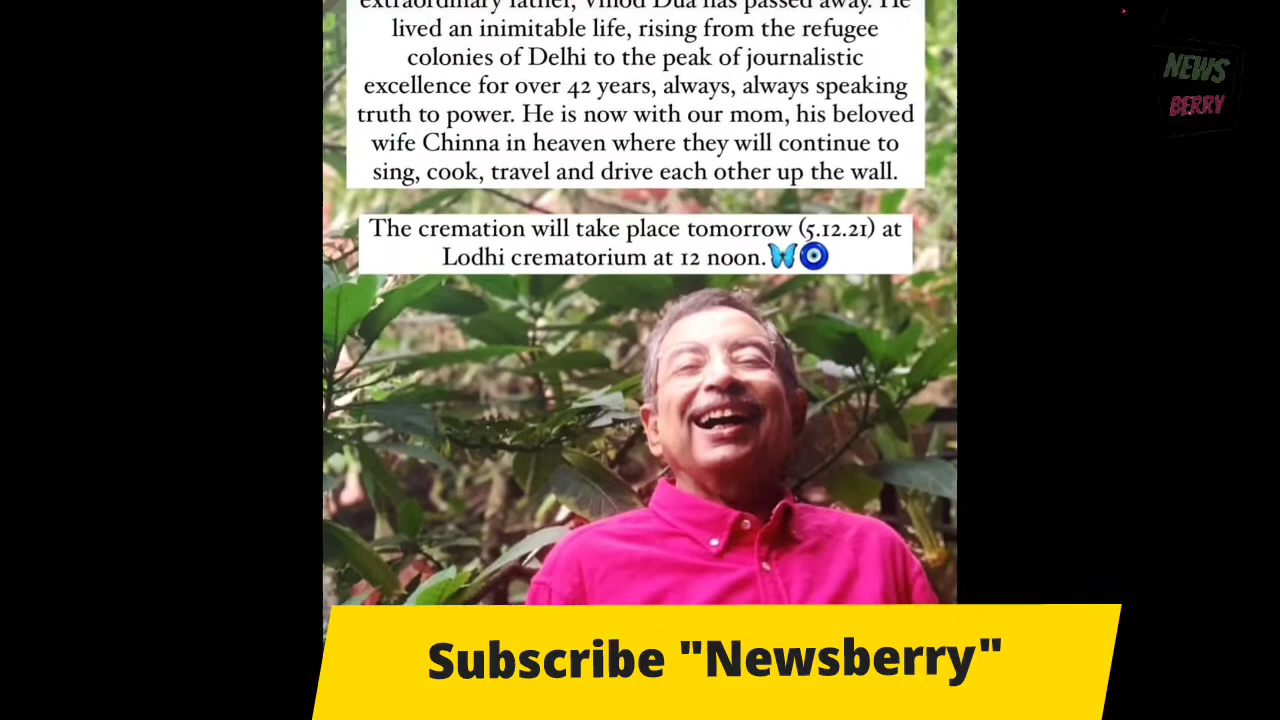 extraordinary father, Vinod Dua has passed away. He
lived an inimitable life, rising from the refugee
colonies of Delhi to the peak of journalistic
excellence for over 42 years, always, always speaking
truth to power. He is now with our mom, his beloved
wife Chinna in heaven where they will continue to
sing, cook, travel and drive each other up the wall.
The cremation will take place tomorrow (5.12.21) at
Lodhi crematorium at 12 noon.🦋🧿
NEWS
BERRY
Subscribe "Newsberry"